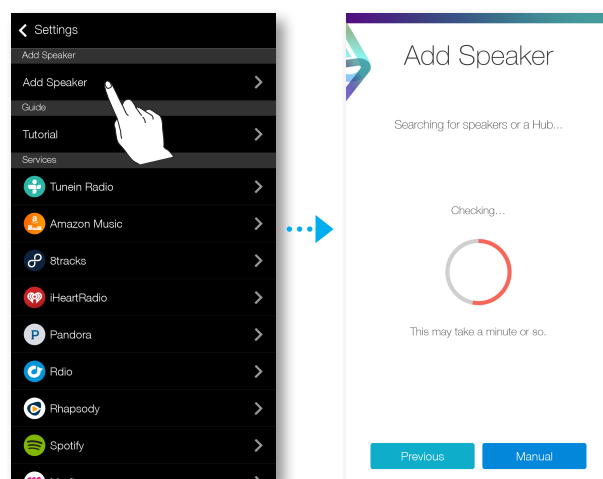 Settings
Add Speaker
Add Speaker
Guide
Tutorial
Services
Tunein Radio
Amazon Music
8tracks
iHeartRadio
P Pandora
Rdio
Rhapsody
Spotify
Add Speaker
Searching for speakers or a Hub...
Checking...
This may take a minute or so.
Previous
Manual